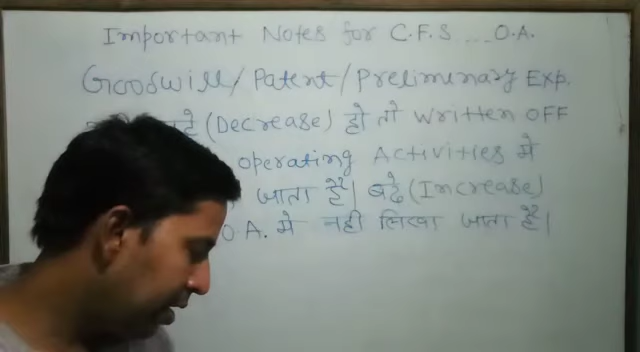 Important Notes for C.F.S ... O.A.
Goodwill/Patent/Preliminary Exp.
(Decrease) हो तो Written OFF
operating Activities मे
जाता है। बढे (Increase)
O.A. मे नही लिखा जाता है।